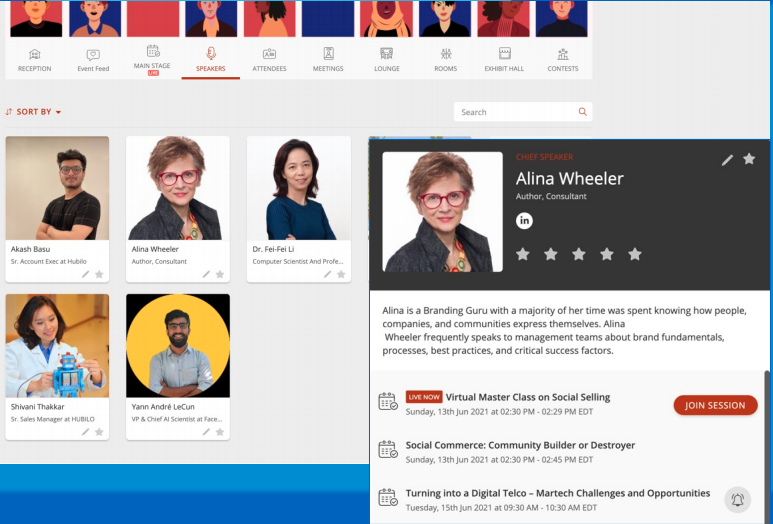 RECEPTION
Event Feed
MAIN STAGE
LIVE
SPEAKERS
ATTENDEES
MEETINGS
LOUNGE
ROOMS
EXHIBIT HALL
CONTESTS
SORT BY
Search
Akash Basu
Sr. Account Exec at Hubilo
Alina Wheeler
Author, Consultant
Dr. Fei-Fei Li
Computer Scientist And Profe...
Shivani Thakkar
Sr. Sales Manager at HUBILO
Yann André LeCun
VP & Chief AI Scientist at Face...
CHIEF SPEAKER
Alina Wheeler
Author, Consultant
in
Alina is a Branding Guru with a majority of her time was spent knowing how people,
companies, and communities express themselves. Alina
Wheeler frequently speaks to management teams about brand fundamentals,
processes, best practices, and critical success factors.
LIVE NOW Virtual Master Class on Social Selling
Sunday, 13th Jun 2021 at 02:30 PM - 02:29 PM EDT
JOIN SESSION
Social Commerce: Community Builder or Destroyer
Sunday, 13th Jun 2021 at 02:30 PM - 02:45 PM EDT
Turning into a Digital Telco – Martech Challenges and Opportunities
Tuesday, 15th Jun 2021 at 09:30 AM - 10:30 AM EDT